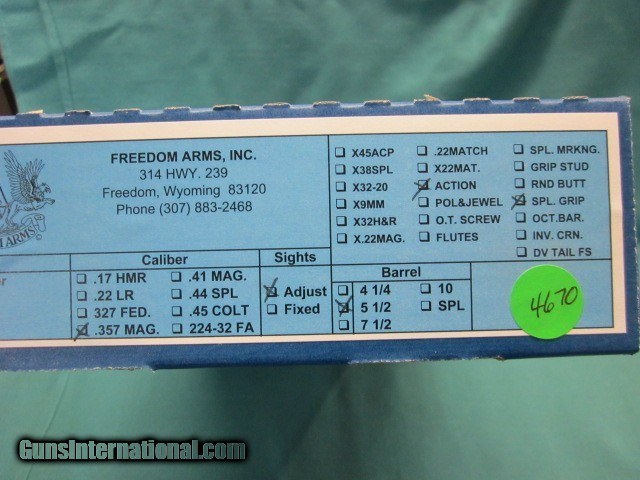 FREEDOM ARMS, INC.
314 HWY. 239
Freedom, Wyoming 83120
Phone (307) 883-2468
X45ACP
X38SPL
X32-20
X9MM
X32H&R
X.22MAG.
.22MATCH
X22MAT.
ACTION
POL&JEWEL
O.T. SCREW
FLUTES
SPL. MRKNG.
GRIP STUD
RND BUTT
SPL. GRIP
OCT.BAR.
INV. CRN.
DV TAIL FS
Caliber
.17 HMR
.22 LR
327 FED.
.357 MAG.
.41 MAG.
.44 SPL
.45 COLT
224-32 FA
Sights
Adjust
Fixed
Barrel
4 1/4
5 1/2
7 1/2
10
SPL
4670
GunsInternational.com